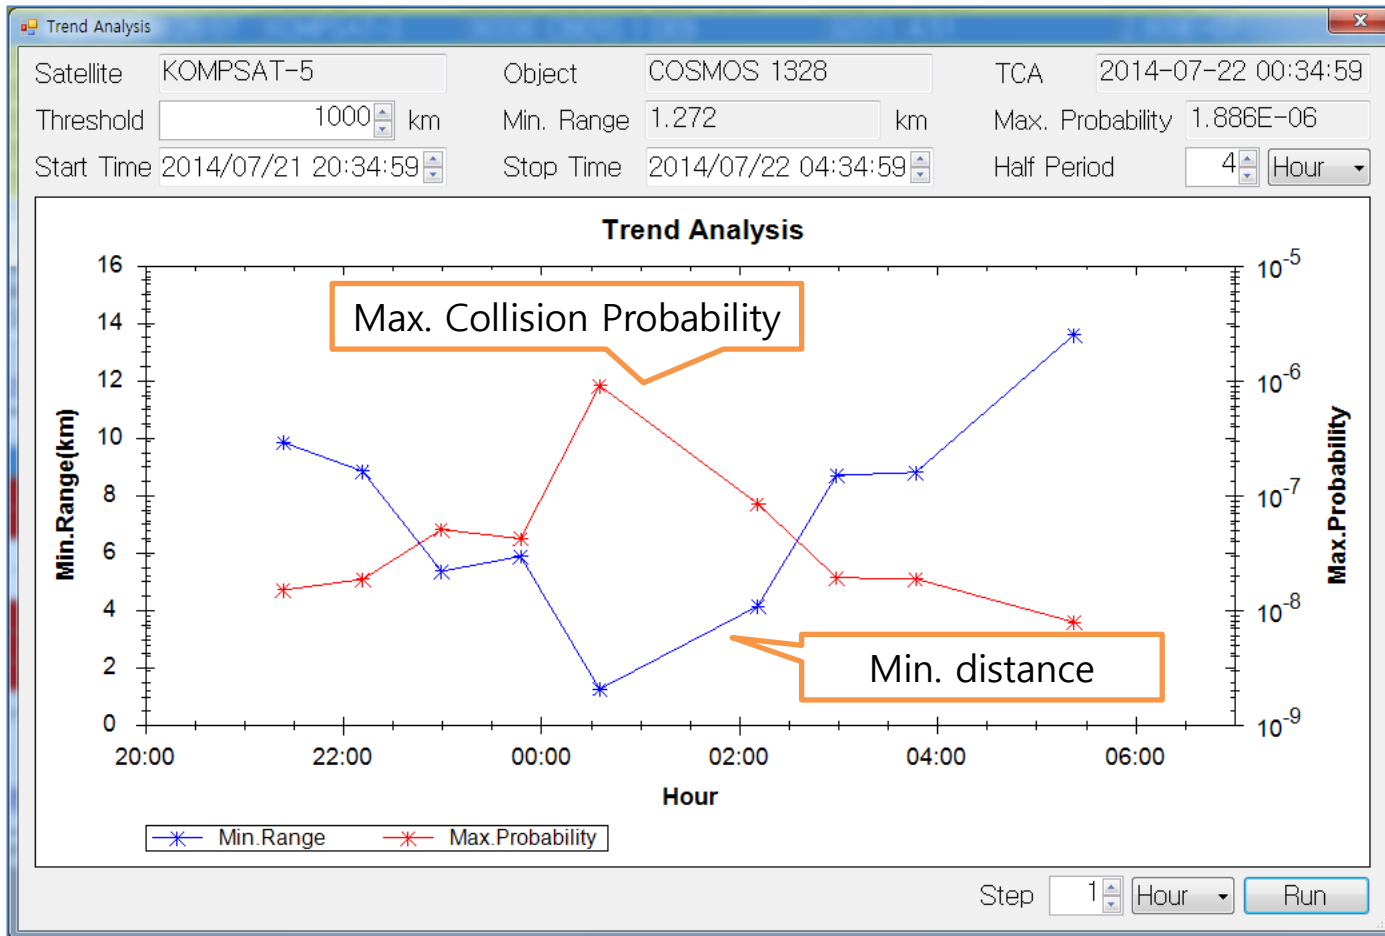 Trend Analysis
Satellite KOMPSAT-5 Object COSMOS 1328 TCA 2014-07-22 00:34:59
Threshold 1000 km Min. Range 1.272 km Max. Probability 1.886E-06
Start Time 2014/07/21 20:34:59 Stop Time 2014/07/22 04:34:59 Half Period 4 Hour
Trend Analysis
Max. Collision Probability
Min. distance
Min.Range(km)
16
14
12
10
8
6
4
2
0
10^-5
10^-6
10^-7
10^-8
10^-9
Max.Probability
20:00 22:00 00:00 02:00 04:00 06:00
Hour
Min.Range Max.Probability
Step 1 Hour Run